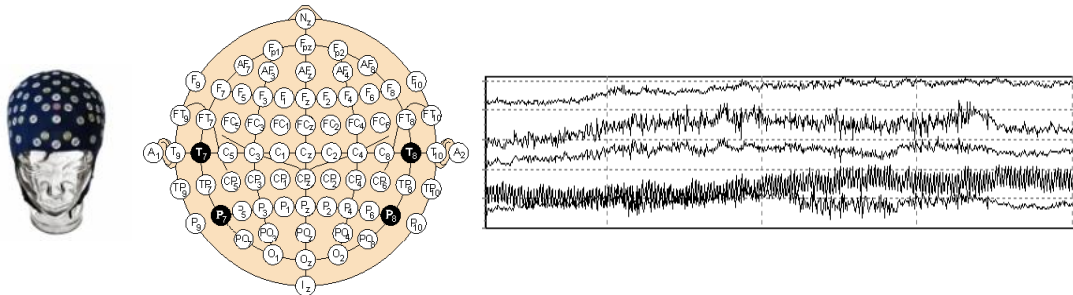 Nz
Fp1 Fpz Fp2
AF7 AF3 AFz AF4 AF8
F9 F10
F7 F5 F3 F1 Fz F2 F4 F6 F8
FT9 FT7 FC5 FC3 FC1 FCz FC2 FC4 FC6 FT8 FT10
A1 T9 T7 C5 C3 C1 Cz C2 C4 C6 T8 T10 A2
TP9 TP7 CP5 CP3 CP1 CPz CP2 CP4 CP6 TP8 TP10
P7 P5 P3 P1 Pz P2 P4 P6 P8
P9 P10
PO7 PO3 POz PO4 PO8
O1 Oz O2
Iz